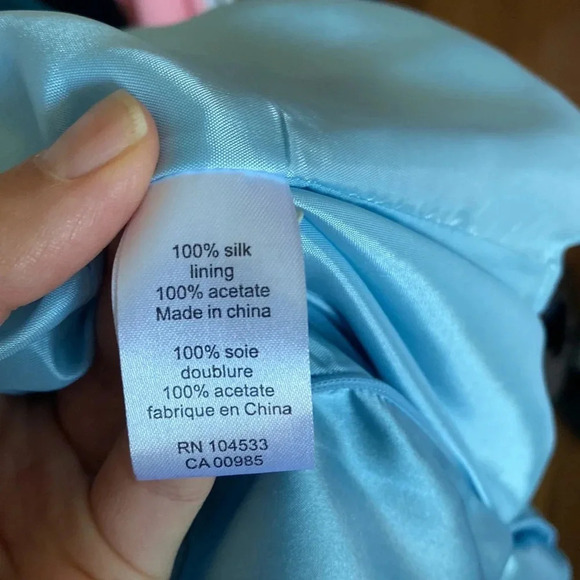 100% silk
lining
100% acetate
Made in china
100% soie
doublure
100% acetate
fabrique en China
RN 104533
CA 00985